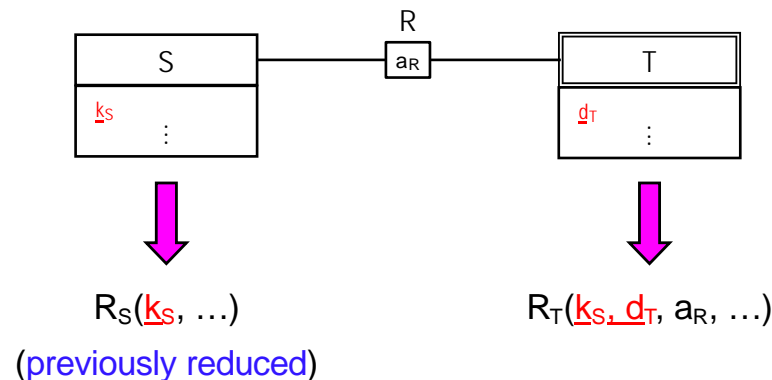 R
S
aR
T
kS
dT
⋮
⋮
RS(kS, …)
RT(kS, dT, aR, …)
(previously reduced)